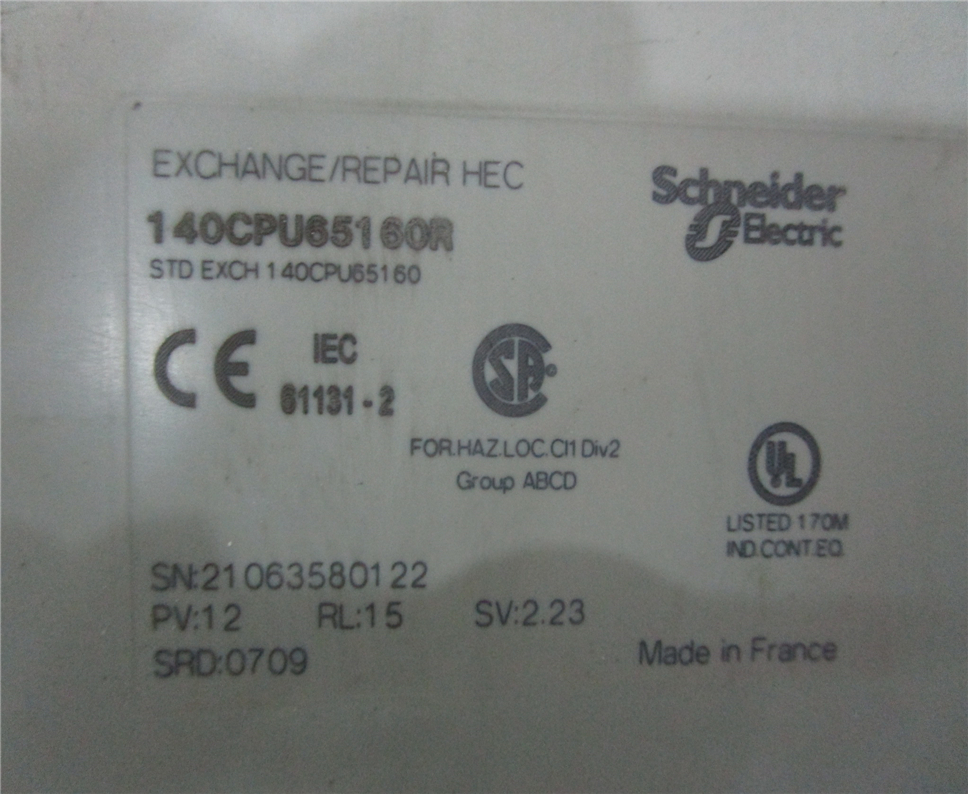 EXCHANGE/REPAIR HEC
Schneider
Electric
140CPU65160R
STD EXCH 140CPU65160
CE
IEC
61131-2
SA
FOR.HAZ.LOC.Cl1 Div2
Group ABCD
UL
LISTED 170M
IND.CONT.EQ.
SN:21063580122
PV:12 RL:15 SV:2.23
SRD:0709
Made in France